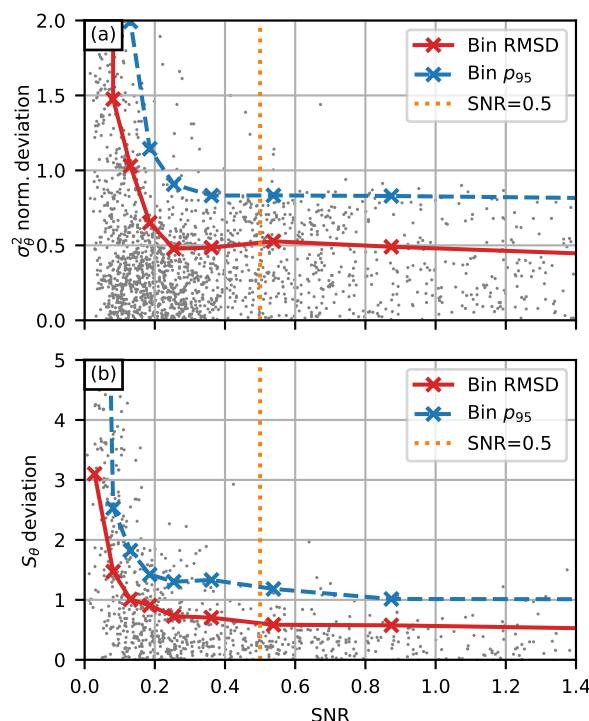 (a)
Bin RMSD
Bin p₉₅
SNR=0.5
σ²_θ norm. deviation
2.0
1.5
1.0
0.5
0.0
(b)
Bin RMSD
Bin p₉₅
SNR=0.5
S_θ deviation
5
4
3
2
1
0
0.0 0.2 0.4 0.6 0.8 1.0 1.2 1.4
SNR